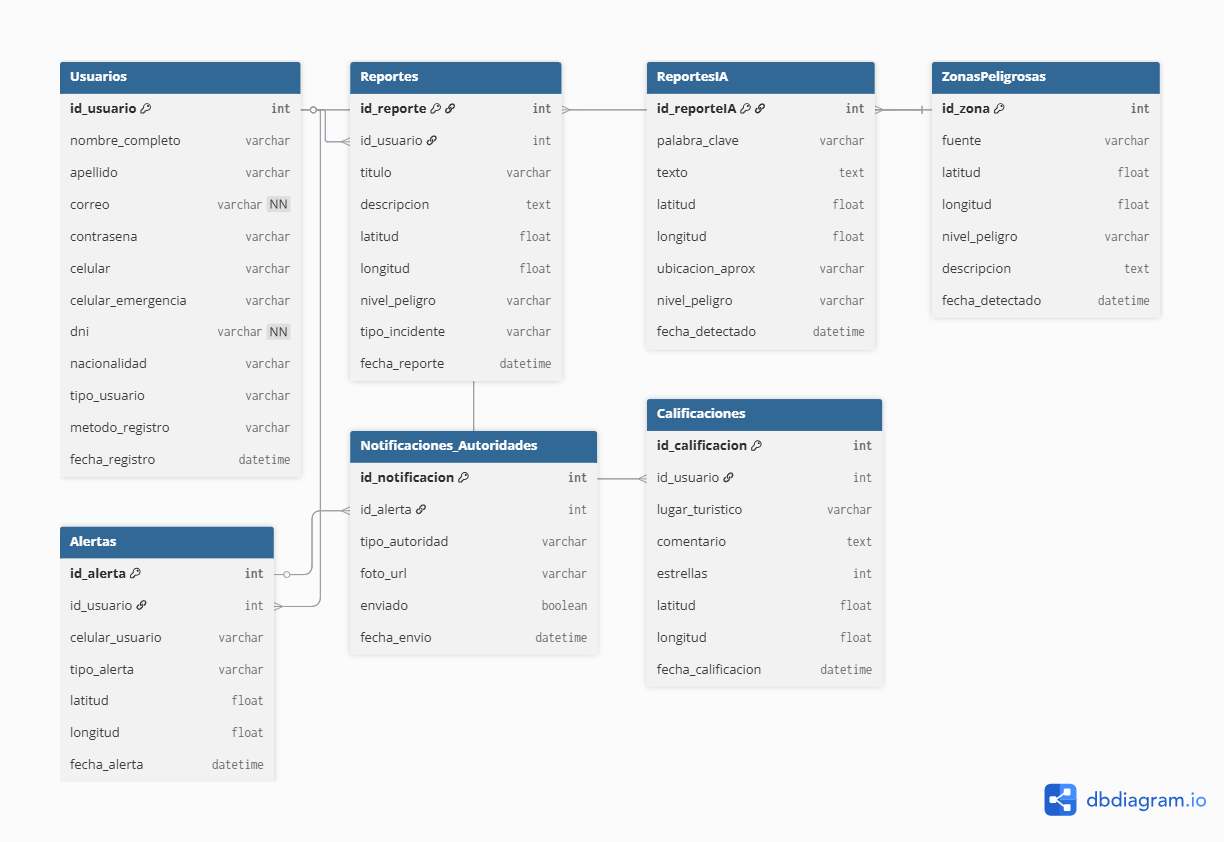 Usuarios
id_usuario int
nombre_completo varchar
apellido varchar
correo varchar NN
contrasena varchar
celular varchar
celular_emergencia varchar
dni varchar NN
nacionalidad varchar
tipo_usuario varchar
metodo_registro varchar
fecha_registro datetime
Reportes
id_reporte int
id_usuario int
titulo varchar
descripcion text
latitud float
longitud float
nivel_peligro varchar
tipo_incidente varchar
fecha_reporte datetime
ReportesIA
id_reporteIA int
palabra_clave varchar
texto text
latitud float
longitud float
ubicacion_aprox varchar
nivel_peligro varchar
fecha_detectado datetime
ZonasPeligrosas
id_zona int
fuente varchar
latitud float
longitud float
nivel_peligro varchar
descripcion text
fecha_detectado datetime
Alertas
id_alerta int
id_usuario int
celular_usuario varchar
tipo_alerta varchar
latitud float
longitud float
fecha_alerta datetime
Notificaciones_Autoridades
id_notificacion int
id_alerta int
tipo_autoridad varchar
foto_url varchar
enviado boolean
fecha_envio datetime
Calificaciones
id_calificacion int
id_usuario int
lugar_turistico varchar
comentario text
estrellas int
latitud float
longitud float
fecha_calificacion datetime
dbdiagram.io